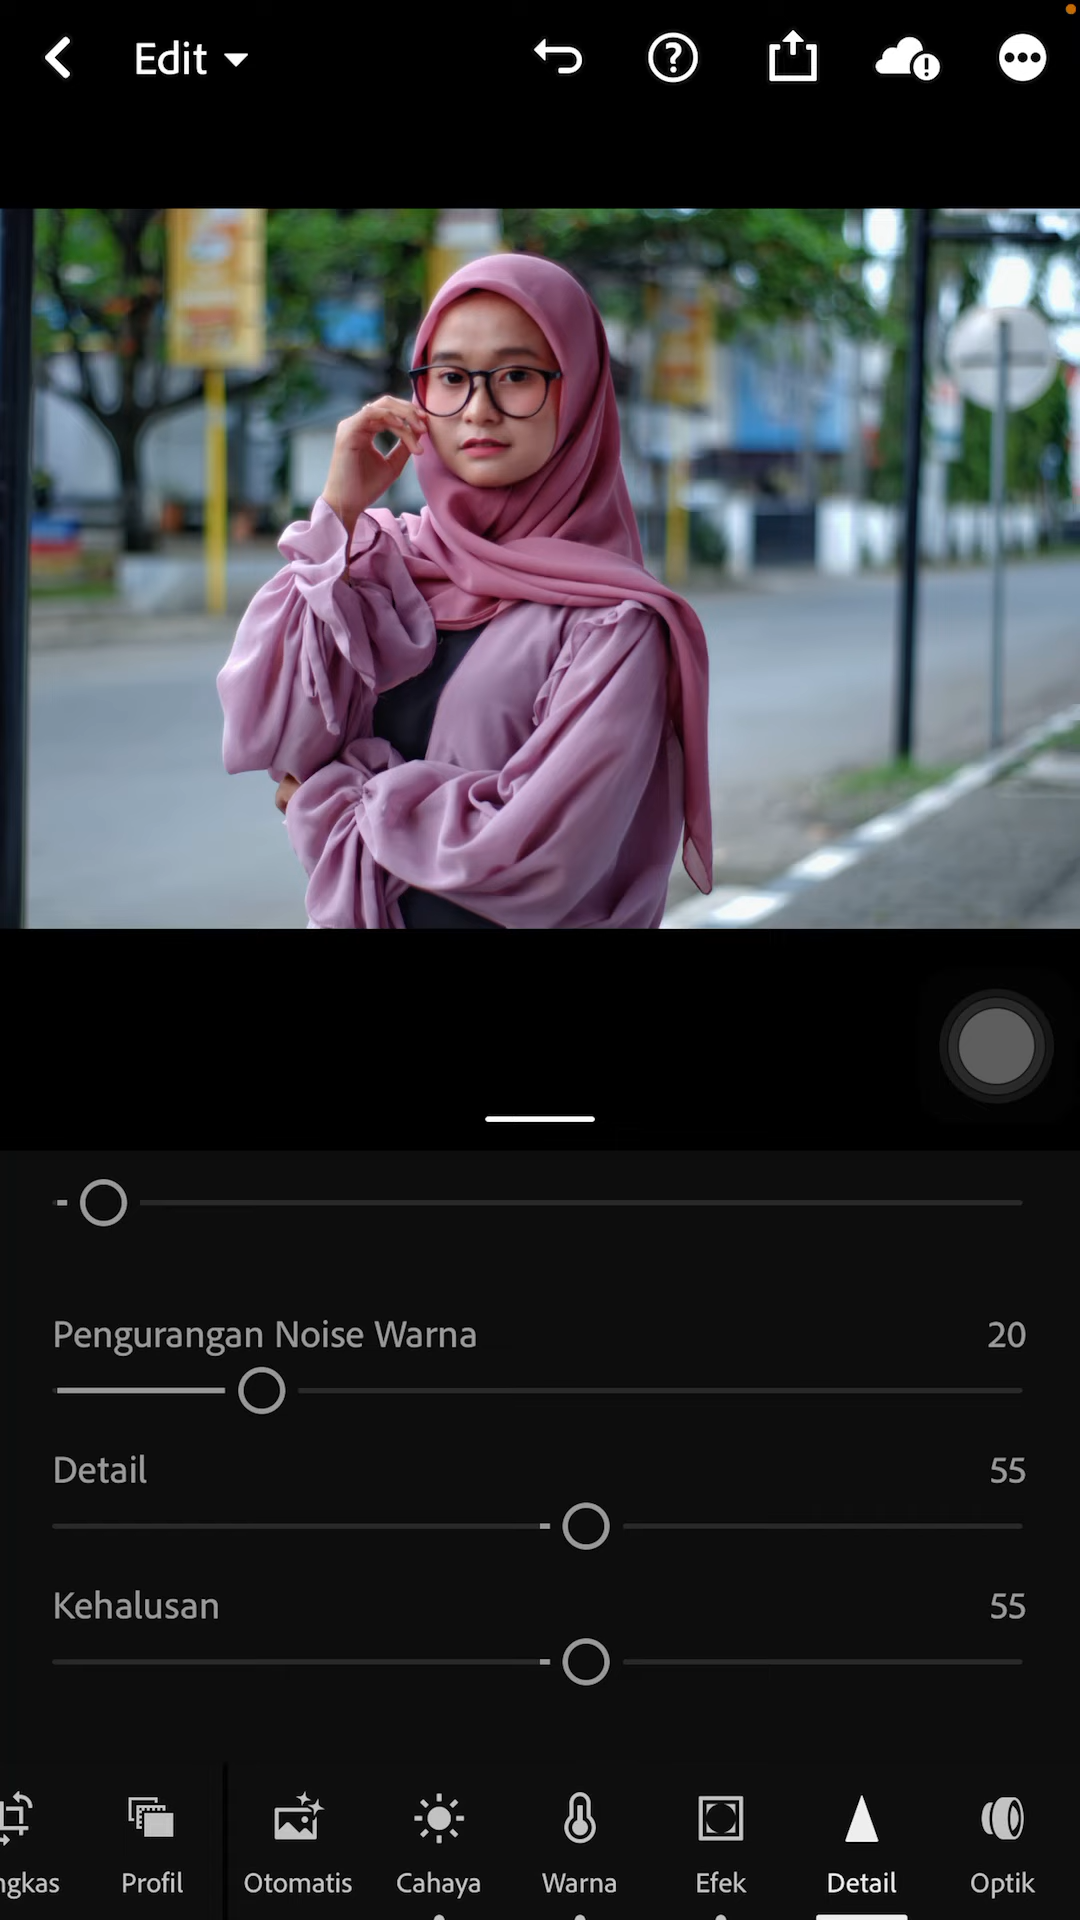 Edit
Pengurangan Noise Warna 20
Detail 55
Kehalusan 55
ngkas Profil Otomatis Cahaya Warna Efek Detail Optik